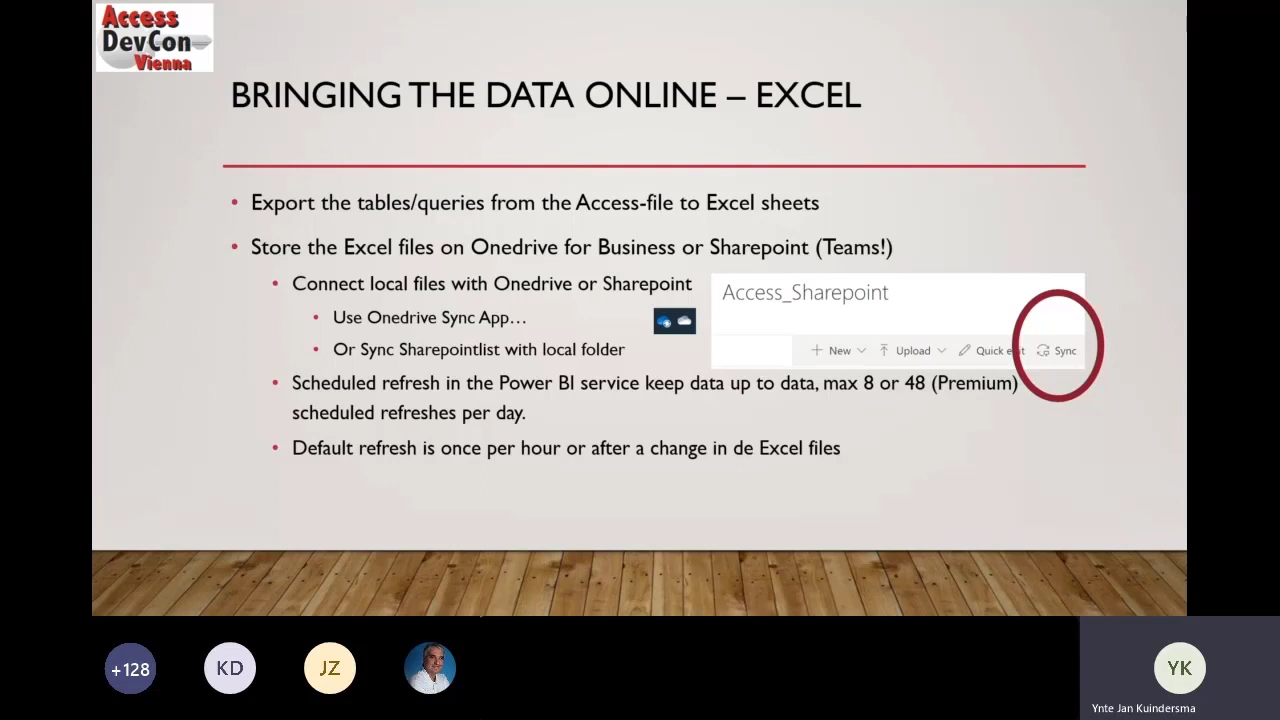 Access
DevCon
Vienna
BRINGING THE DATA ONLINE – EXCEL
• Export the tables/queries from the Access-file to Excel sheets
• Store the Excel files on Onedrive for Business or Sharepoint (Teams!)
• Connect local files with Onedrive or Sharepoint
• Use Onedrive Sync App…
• Or Sync Sharepointlist with local folder
Access_Sharepoint
New Upload Quick edit Sync
• Scheduled refresh in the Power BI service keep data up to data, max 8 or 48 (Premium)
scheduled refreshes per day.
• Default refresh is once per hour or after a change in de Excel files
+128 KD JZ YK
Ynte Jan Kuindersma